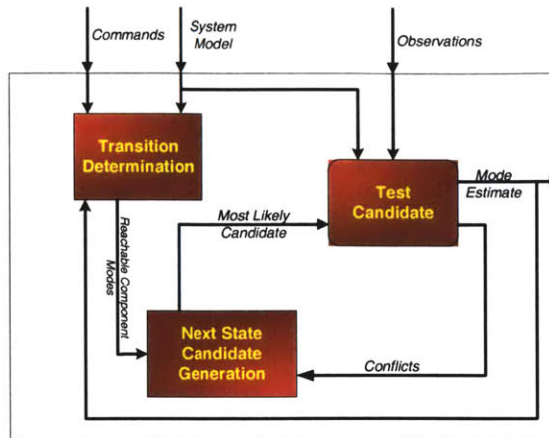 Commands
System
Model
Observations
Transition
Determination
Test
Candidate
Mode
Estimate
Most Likely
Candidate
Reachable Component
Modes
Next State
Candidate
Generation
Conflicts